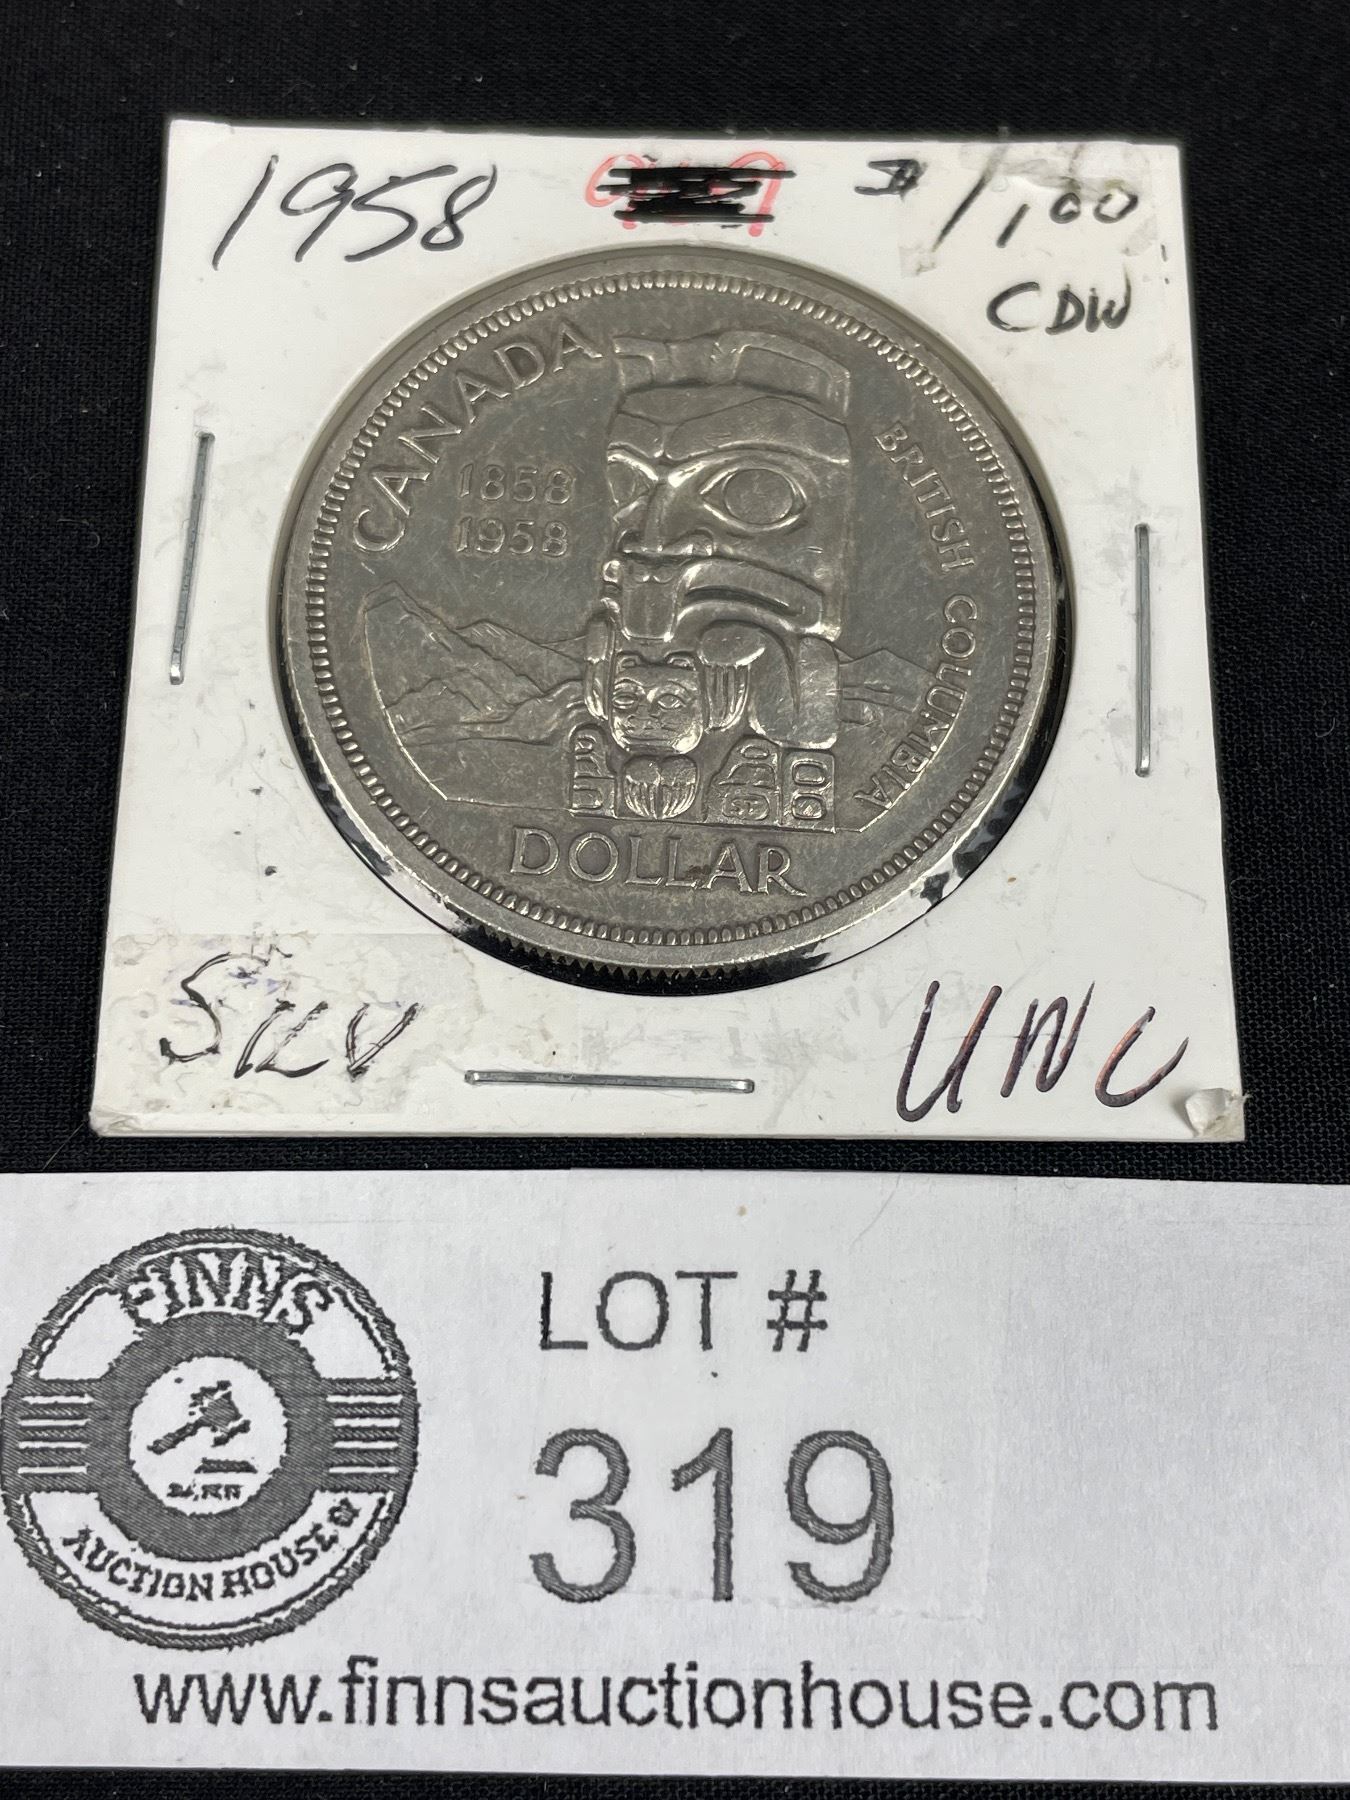 1958 $1.00
CDN
CANADA
1858
1958
BRITISH COLUMBIA
DOLLAR
SILV
UNC
FINNS
AUCTION HOUSE
LOT #
319
www.finnsauctionhouse.com